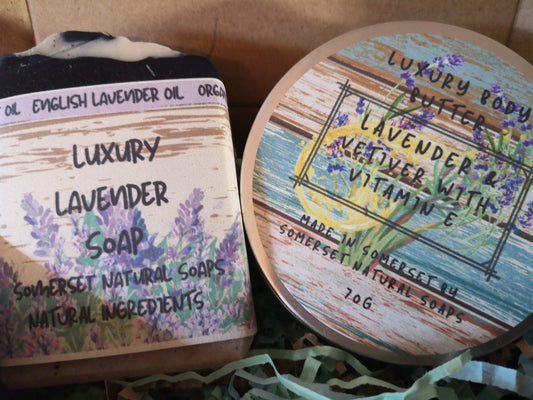 OIL ENGLISH LAVENDER OIL ORGA
LUXURY
LAVENDER
SOAP
SOMERSET NATURAL SOAPS
NATURAL INGREDIENTS
LUXURY BODY
BUTTER
LAVENDER &
VETIVER WITH
VITAMIN E
MADE IN SOMERSET BY
SOMERSET NATURAL SOAPS
70G